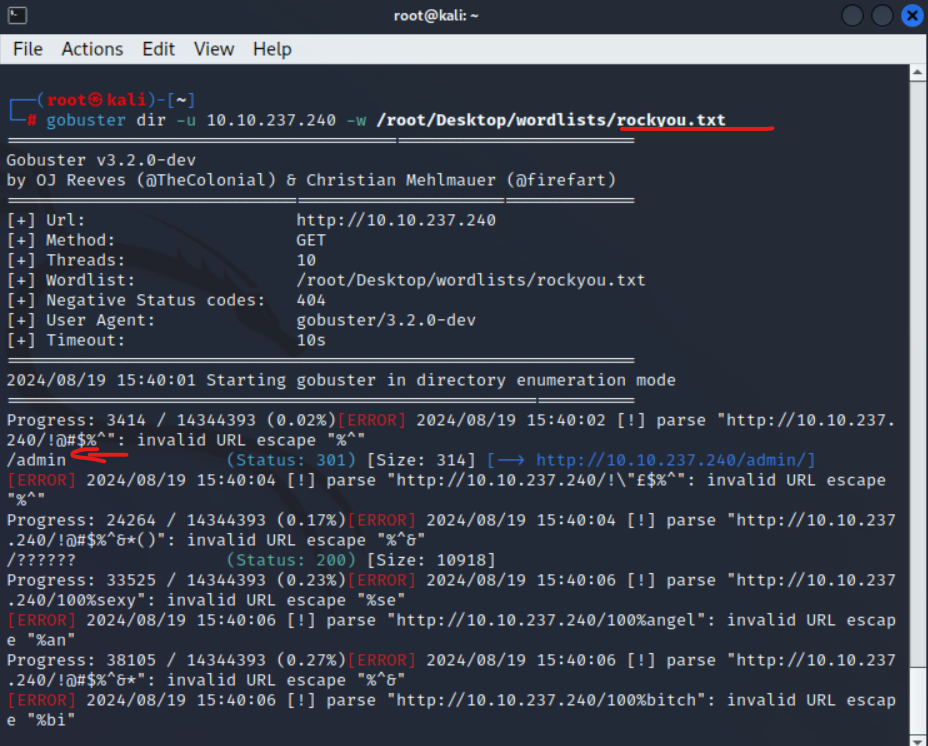 root@kali: ~
File Actions Edit View Help
┌──(root㉿kali)-[~]
└─# gobuster dir -u 10.10.237.240 -w /root/Desktop/wordlists/rockyou.txt
===============================================================
Gobuster v3.2.0-dev
by OJ Reeves (@TheColonial) & Christian Mehlmauer (@firefart)
===============================================================
[+] Url:                     http://10.10.237.240
[+] Method:                  GET
[+] Threads:                 10
[+] Wordlist:                /root/Desktop/wordlists/rockyou.txt
[+] Negative Status codes:   404
[+] User Agent:              gobuster/3.2.0-dev
[+] Timeout:                 10s
===============================================================
2024/08/19 15:40:01 Starting gobuster in directory enumeration mode
===============================================================
Progress: 3414 / 14344393 (0.02%)[ERROR] 2024/08/19 15:40:02 [!] parse "http://10.10.237.
240/!@#$%^": invalid URL escape "%^"
/admin                (Status: 301) [Size: 314] [--> http://10.10.237.240/admin/]
[ERROR] 2024/08/19 15:40:04 [!] parse "http://10.10.237.240/!\"£$%^": invalid URL escape
"%^"
Progress: 24264 / 14344393 (0.17%)[ERROR] 2024/08/19 15:40:04 [!] parse "http://10.10.237
.240/!@#$%^&*()": invalid URL escape "%^&"
/??????               (Status: 200) [Size: 10918]
Progress: 33525 / 14344393 (0.23%)[ERROR] 2024/08/19 15:40:06 [!] parse "http://10.10.237
.240/100%sexy": invalid URL escape "%se"
[ERROR] 2024/08/19 15:40:06 [!] parse "http://10.10.237.240/100%angel": invalid URL escap
e "%an"
Progress: 38105 / 14344393 (0.27%)[ERROR] 2024/08/19 15:40:06 [!] parse "http://10.10.237
.240/!@#$%^&*": invalid URL escape "%^&"
[ERROR] 2024/08/19 15:40:06 [!] parse "http://10.10.237.240/100%bitch": invalid URL escap
e "%bi"